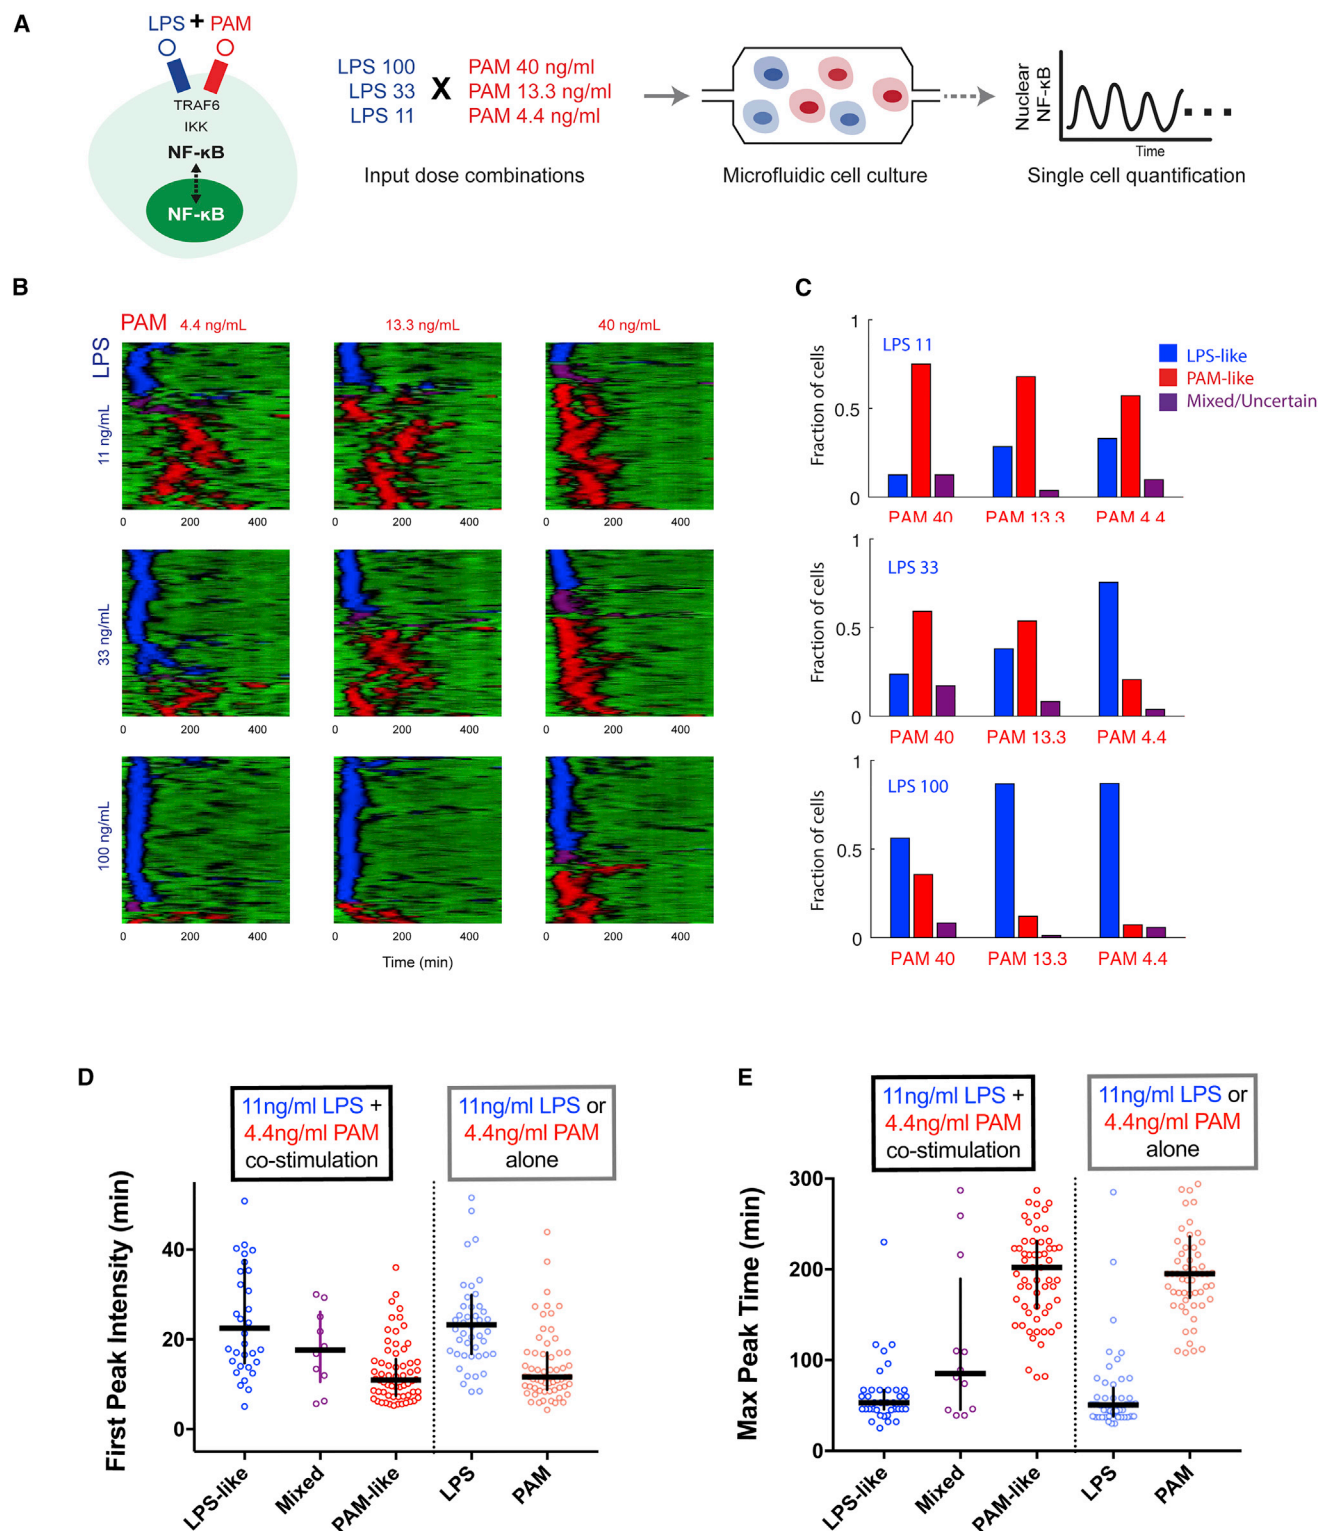 A
LPS + PAM
TRAF6
IKK
NF-κB
NF-κB
LPS 100
LPS 33
LPS 11
X
PAM 40 ng/ml
PAM 13.3 ng/ml
PAM 4.4 ng/ml
Input dose combinations
Microfluidic cell culture
Nuclear
NF-κB
Time
Single cell quantification
B
PAM 4.4 ng/mL 13.3 ng/mL 40 ng/mL
LPS
11 ng/mL
0 200 400 0 200 400 0 200 400
33 ng/mL
0 200 400 0 200 400 0 200 400
100 ng/mL
0 200 400 0 200 400 0 200 400
Time (min)
C
LPS 11
Fraction of cells
1
0.5
0
PAM 40 PAM 13.3 PAM 4.4
LPS-like
PAM-like
Mixed/Uncertain
LPS 33
Fraction of cells
1
0.5
0
PAM 40 PAM 13.3 PAM 4.4
LPS 100
Fraction of cells
1
0.5
0
PAM 40 PAM 13.3 PAM 4.4
D
11ng/ml LPS +
4.4ng/ml PAM
co-stimulation
11ng/ml LPS or
4.4ng/ml PAM
alone
First Peak Intensity (min)
40
20
0
LPS-like
Mixed
PAM-like
LPS
PAM
E
11ng/ml LPS +
4.4ng/ml PAM
co-stimulation
11ng/ml LPS or
4.4ng/ml PAM
alone
Max Peak Time (min)
300
200
100
0
LPS-like
Mixed
PAM-like
LPS
PAM